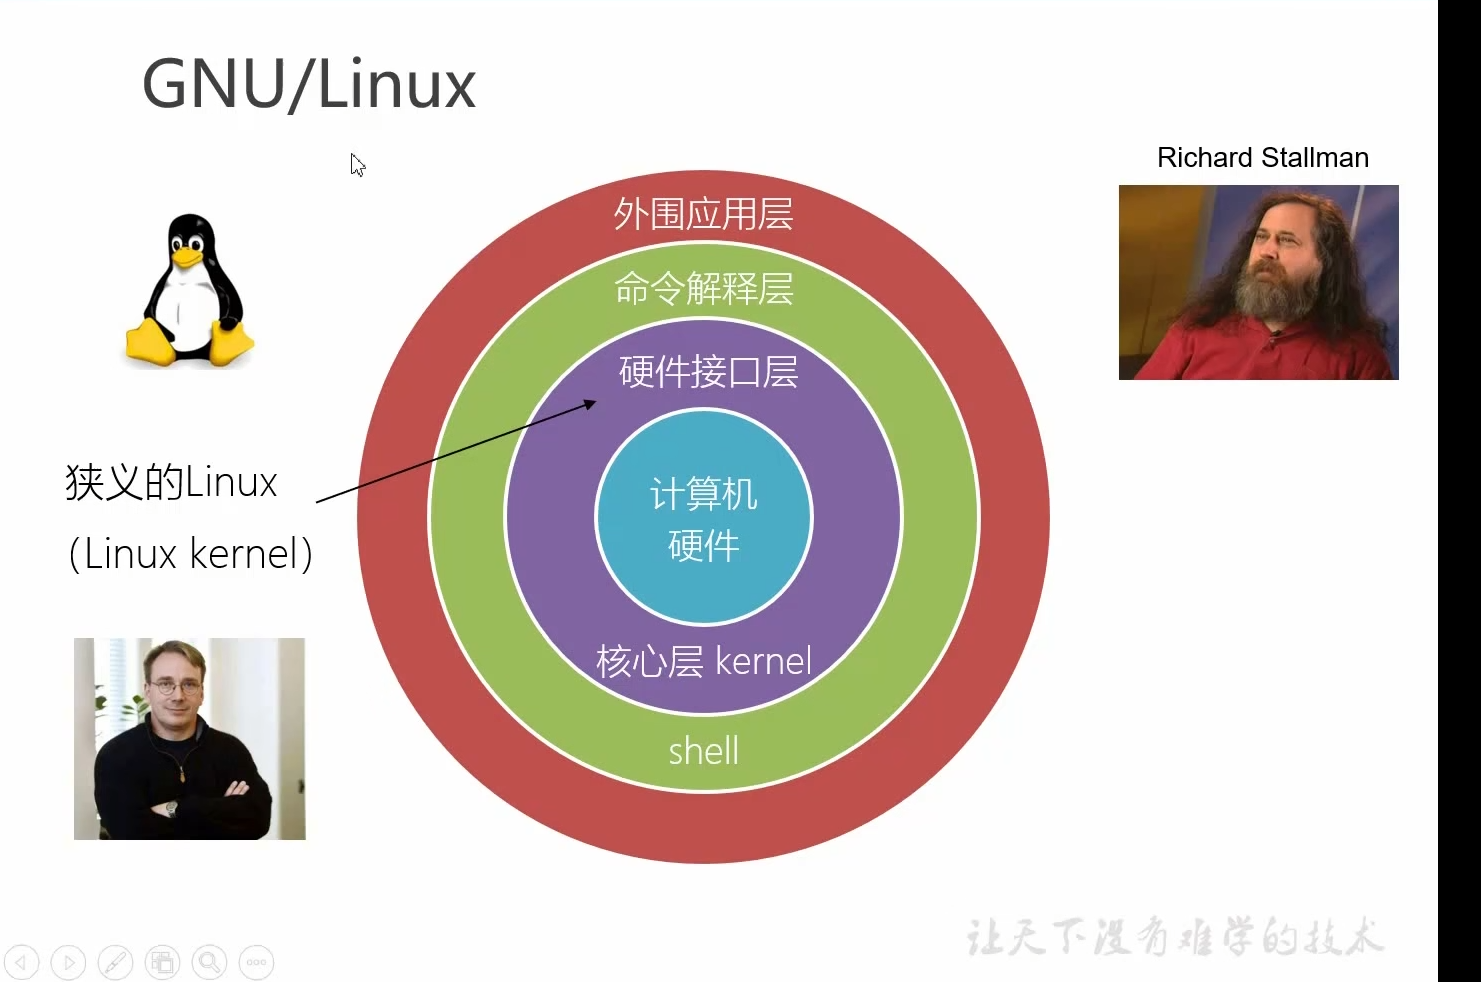 GNU/Linux
Richard Stallman
外围应用层
命令解释层
硬件接口层
狭义的Linux
（Linux kernel）
计算机
硬件
核心层 kernel
shell
让天下没有难学的技术